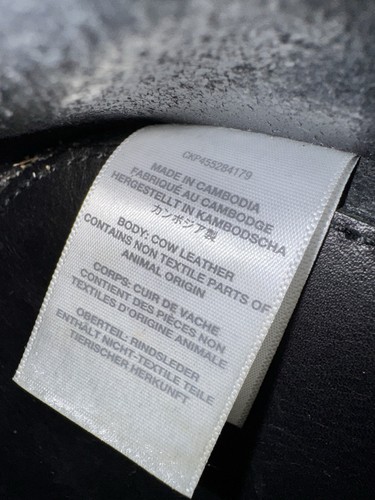 CKP455284179
MADE IN CAMBODIA
FABRIQUÉ AU CAMBODGE
HERGESTELLT IN KAMBODSCHA
カンボジア製
BODY: COW LEATHER
CONTAINS NON TEXTILE PARTS OF
ANIMAL ORIGIN
CORPS: CUIR DE VACHE
CONTIENT DES PIÈCES NON
TEXTILES D'ORIGINE ANIMALE
OBERTEIL: RINDSLEDER
ENTHÄLT NICHT-TEXTILE TEILE
TIERISCHER HERKUNFT